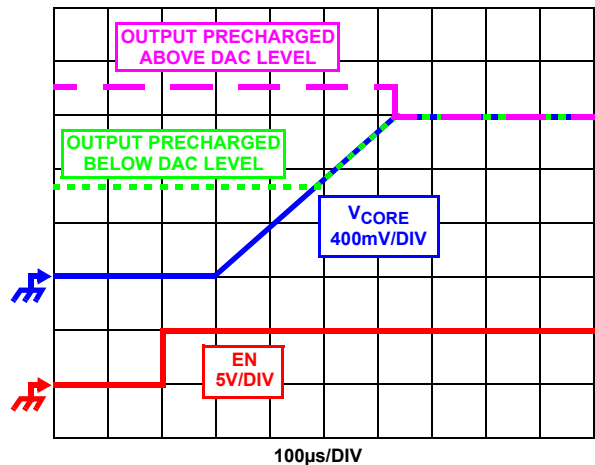 OUTPUT PRECHARGED
ABOVE DAC LEVEL
OUTPUT PRECHARGED
BELOW DAC LEVEL
VCORE
400mV/DIV
EN
5V/DIV
100µs/DIV